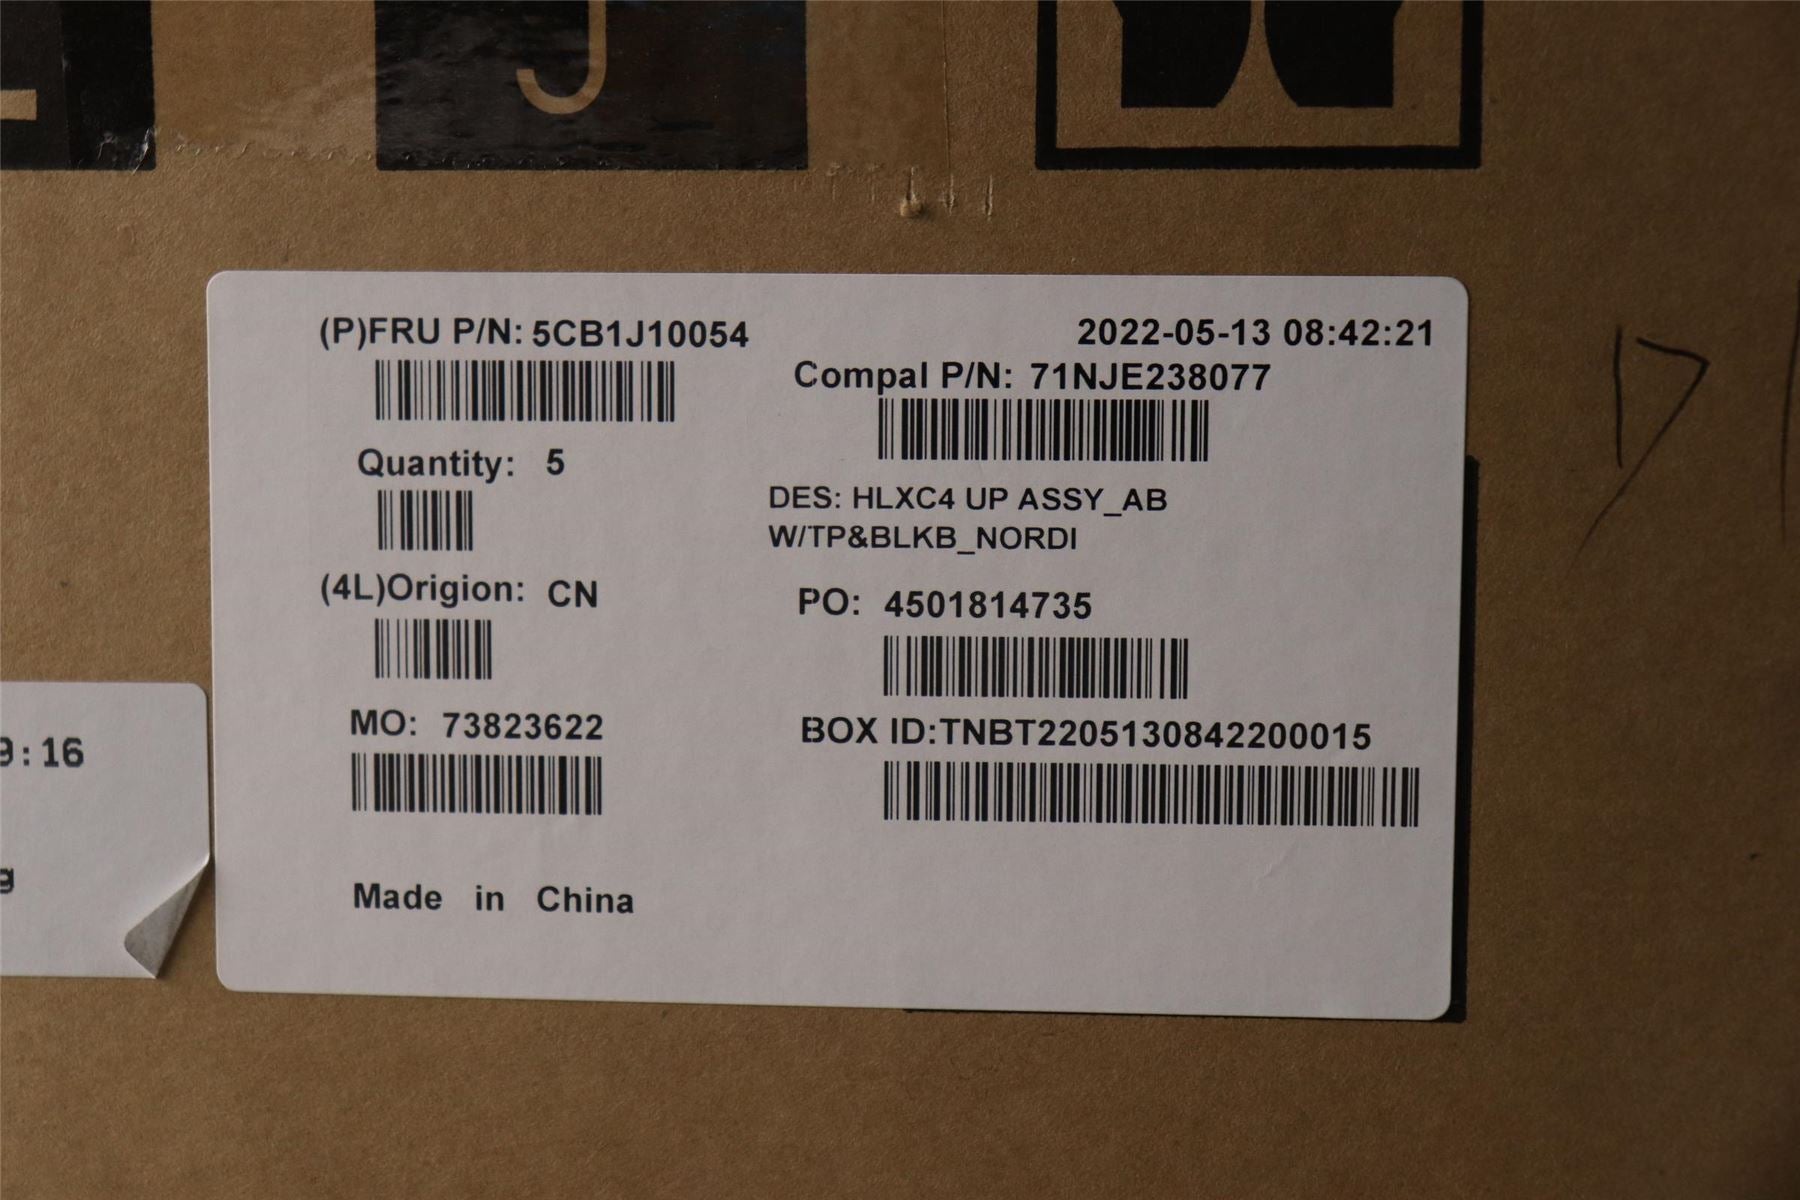 (P)FRU P/N: 5CB1J10054
2022-05-13 08:42:21
Compal P/N: 71NJE238077
Quantity: 5
DES: HLXC4 UP ASSY_AB
W/TP&BLKB_NORDI
(4L)Origion: CN
PO: 4501814735
MO: 73823622
BOX ID:TNBT2205130842200015
Made in China
9:16
g
D